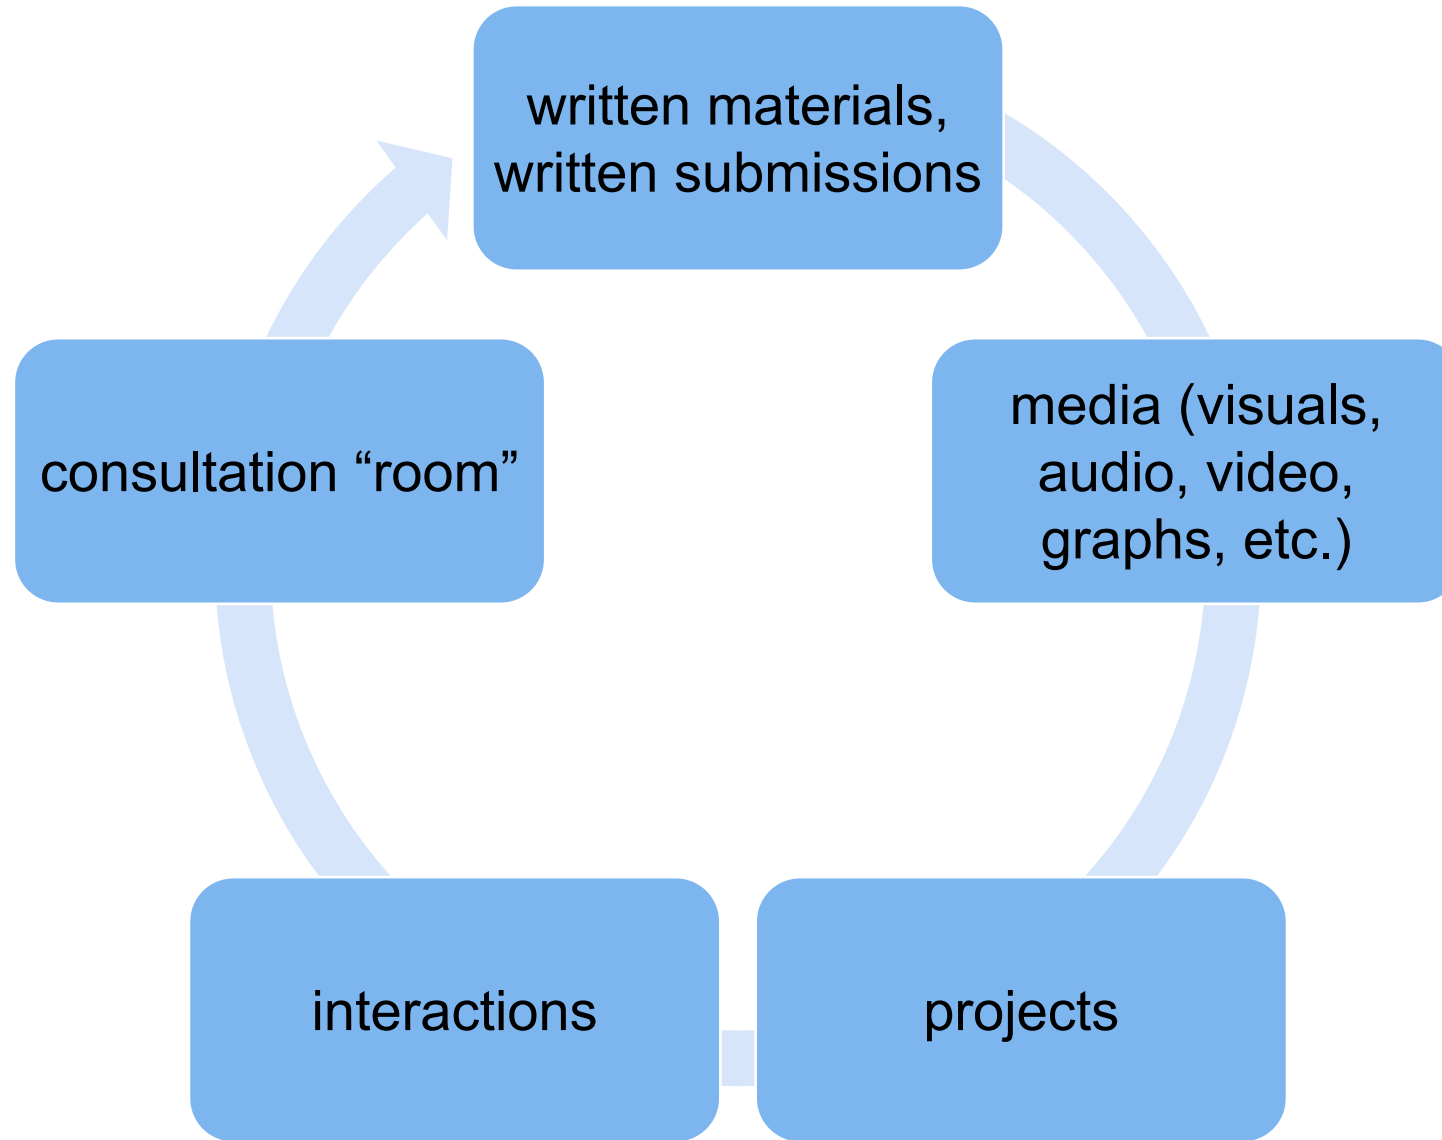 written materials,
written submissions
media (visuals,
audio, video,
graphs, etc.)
projects
interactions
consultation “room”